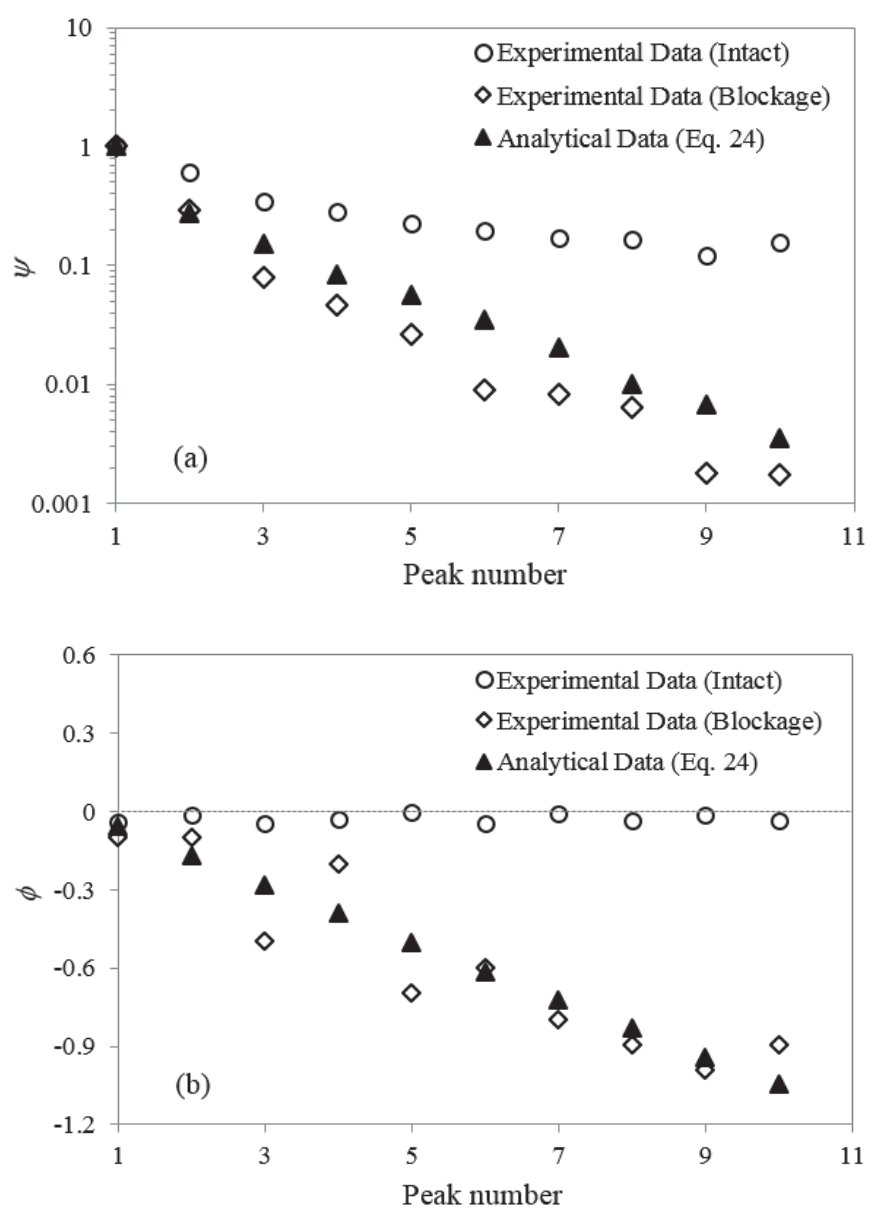 10
Experimental Data (Intact)
Experimental Data (Blockage)
1
Analytical Data (Eq. 24)
ψ
0.1
0.01
(a)
0.001
1 3 5 7 9 11
Peak number
0.6
Experimental Data (Intact)
Experimental Data (Blockage)
0.3
Analytical Data (Eq. 24)
0
ϕ
-0.3
-0.6
-0.9
(b)
-1.2
1 3 5 7 9 11
Peak number